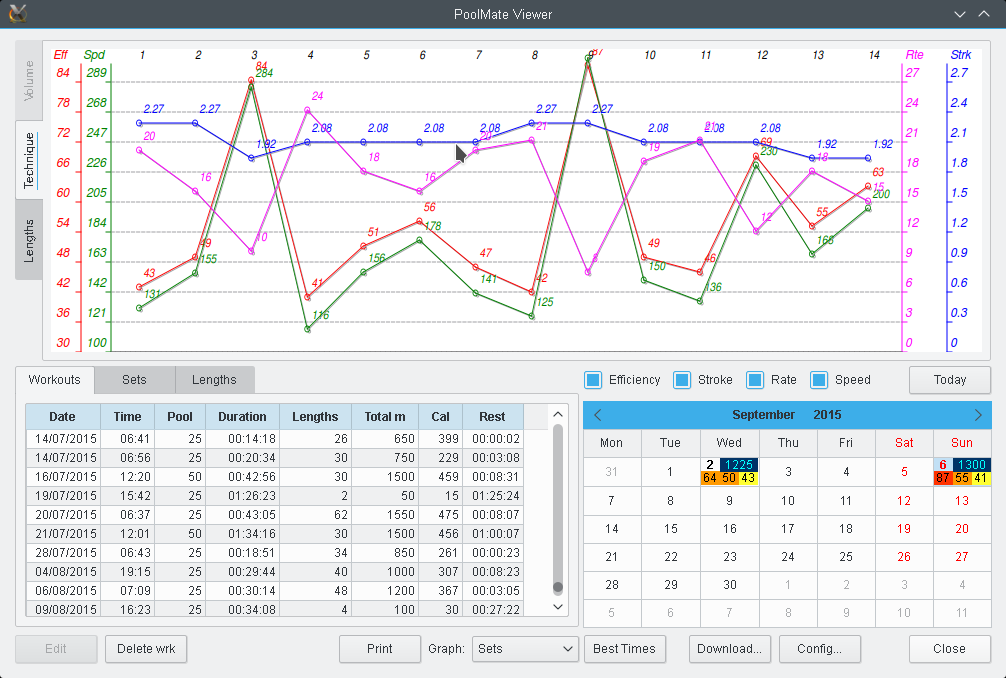 PoolMate Viewer
Eff Spd 1 2 3 4 5 6 7 8 9 10 11 12 13 14 Rte Strk
84 289 27 2.7
78 268 24 2.4
72 247 21 2.1
66 226 18 1.8
60 205 15 1.5
54 184 12 1.2
48 163 9 0.9
42 142 6 0.6
36 121 3 0.3
30 100 0 0
2.27 2.27 1.92 2.08 2.08 2.08 2.08 2.27 2.27 2.08 2.08 2.08 1.92 1.92
20 16 10 24 18 16 20 21 19 21 12 18 15
43 49 84 41 51 56 47 42 87 49 46 69 55 63
131 155 284 116 156 178 141 125 150 136 230 168 200
Volume
Technique
Lengths
Workouts Sets Lengths
Efficiency Stroke Rate Speed Today
Date Time Pool Duration Lengths Total m Cal Rest
14/07/2015 06:41 25 00:14:18 26 650 399 00:00:02
14/07/2015 06:56 25 00:20:34 30 750 229 00:03:08
16/07/2015 12:20 50 00:42:56 30 1500 459 00:08:31
19/07/2015 15:42 25 01:26:23 2 50 15 01:25:24
20/07/2015 06:37 25 00:43:05 62 1550 475 00:08:07
21/07/2015 12:01 50 01:34:16 30 1500 456 01:00:07
28/07/2015 06:43 25 00:18:51 34 850 261 00:00:23
04/08/2015 19:15 25 00:29:44 40 1000 307 00:08:23
06/08/2015 07:09 25 00:30:14 48 1200 367 00:03:05
09/08/2015 16:23 25 00:34:08 4 100 30 00:27:22
September 2015
Mon Tue Wed Thu Fri Sat Sun
31 1 2 1225 3 4 5 6 1300
64 50 43 87 55 41
7 8 9 10 11 12 13
14 15 16 17 18 19 20
21 22 23 24 25 26 27
28 29 30 1 2 3 4
5 6 7 8 9 10 11
Edit Delete wrk Print Graph: Sets Best Times Download... Config... Close